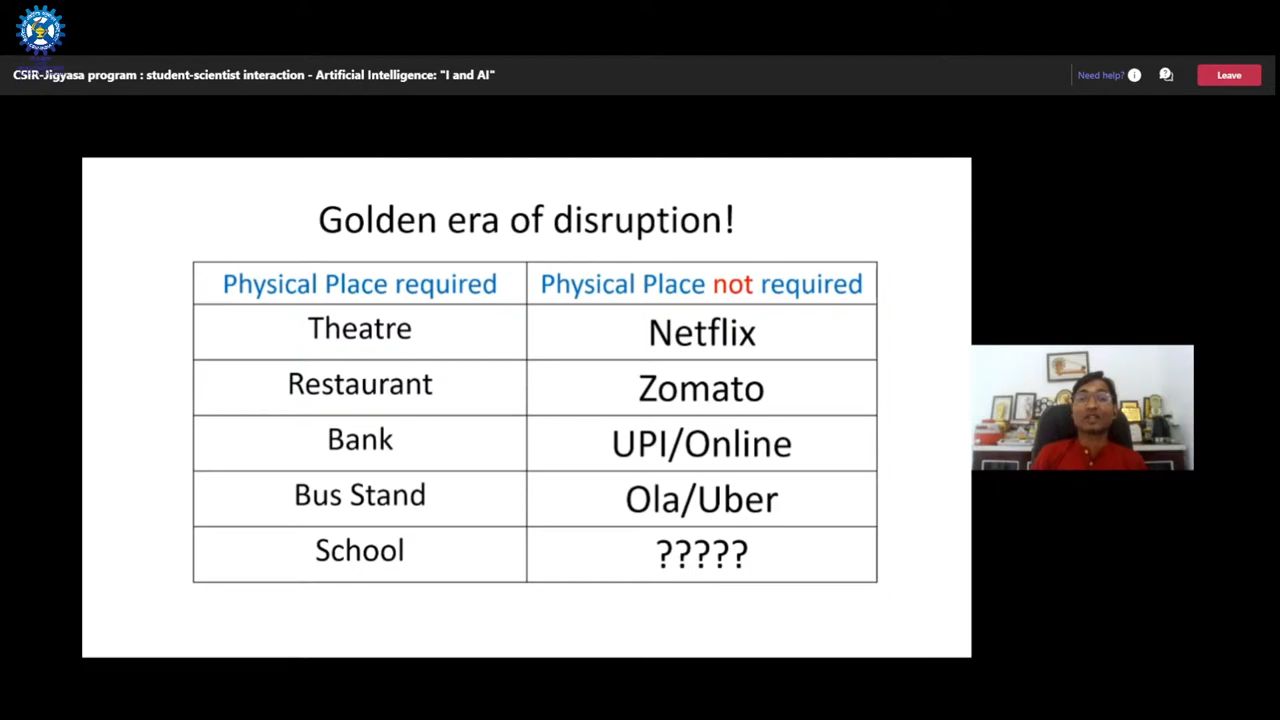 CSIR-Jigyasa program : student-scientist interaction - Artificial Intelligence: "I and AI"
Need help?
Leave
Golden era of disruption!
Physical Place required Physical Place not required
Theatre Netflix
Restaurant Zomato
Bank UPI/Online
Bus Stand Ola/Uber
School ?????